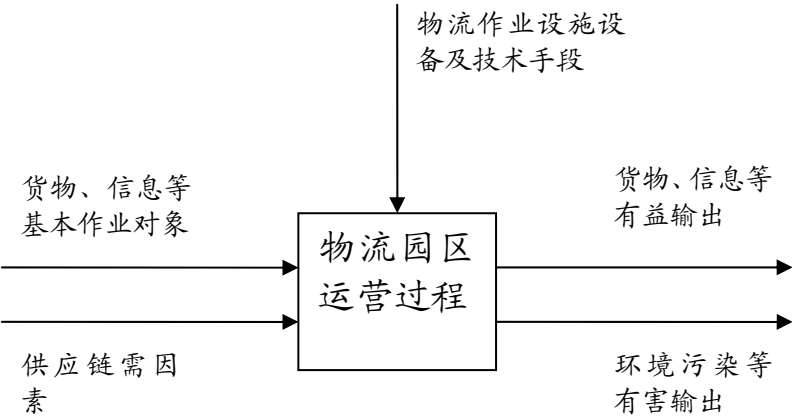 物流作业设施设
备及技术手段
货物、信息等
基本作业对象
货物、信息等
有益输出
物流园区
运营过程
供应链需因
素
环境污染等
有害输出